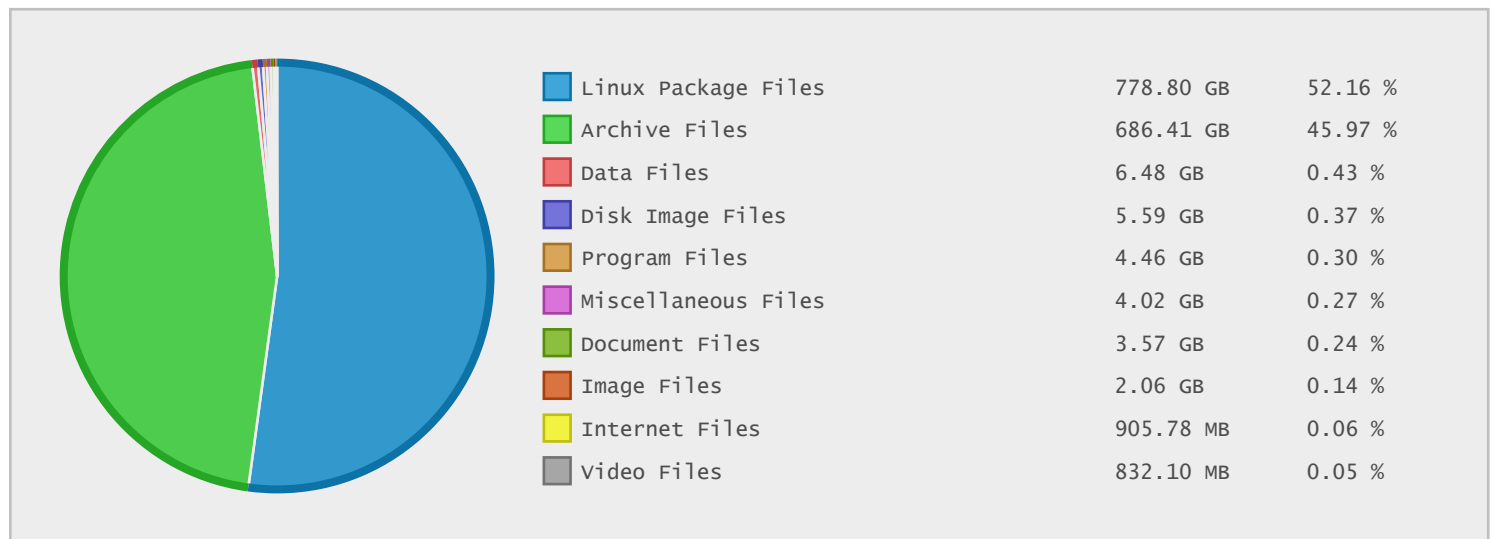 Linux Package Files 778.80 GB 52.16 %
Archive Files 686.41 GB 45.97 %
Data Files 6.48 GB 0.43 %
Disk Image Files 5.59 GB 0.37 %
Program Files 4.46 GB 0.30 %
Miscellaneous Files 4.02 GB 0.27 %
Document Files 3.57 GB 0.24 %
Image Files 2.06 GB 0.14 %
Internet Files 905.78 MB 0.06 %
Video Files 832.10 MB 0.05 %